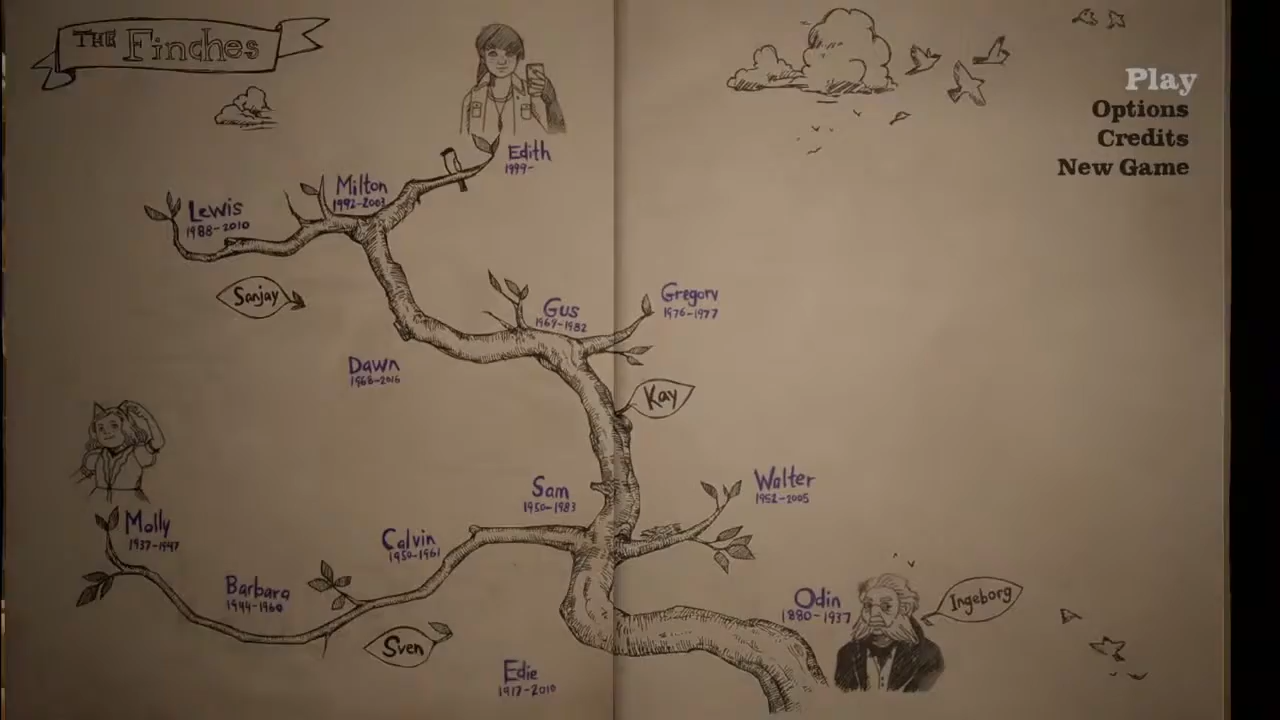 THE Finches
Play
Options
Credits
New Game
Edith
1999-
Milton
1992-2003
Lewis
1988-2010
Sanjay
Gus
1969-1982
Gregory
1976-1977
Dawn
1968-2016
Kay
Sam
1950-1983
Walter
1952-2005
Molly
1937-1947
Calvin
1950-1961
Barbara
1944-1960
Odin
1880-1937
Ingeborg
Sven
Edie
1917-2010